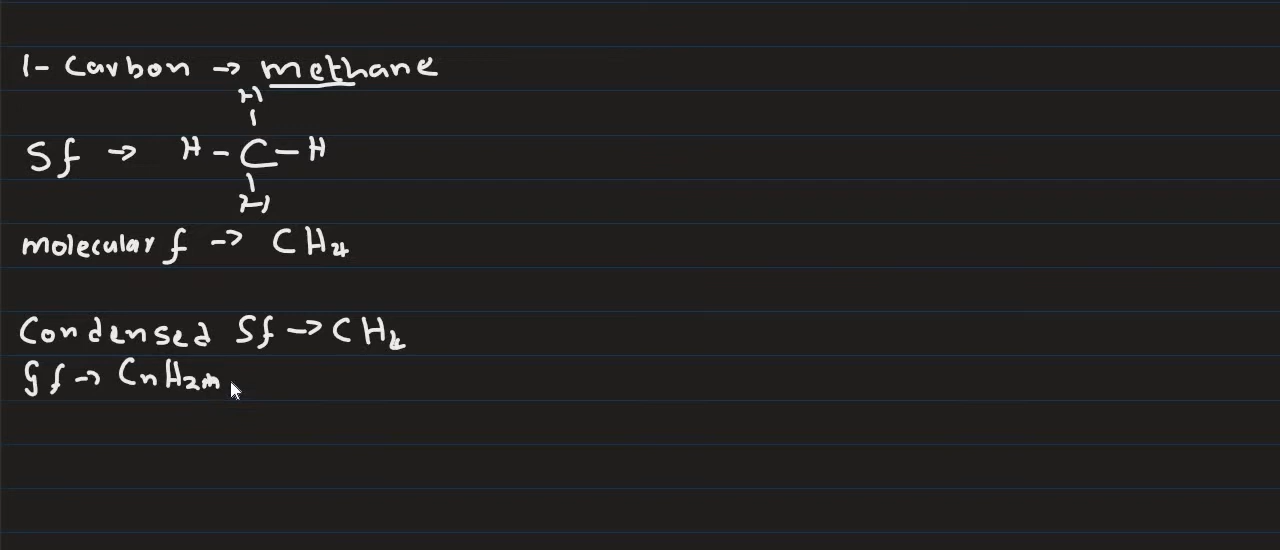 1- Carbon → methane
H
Sf → H - C - H
H
molecular f → CH4
Condensed Sf → CH4
Gf → CnH2n